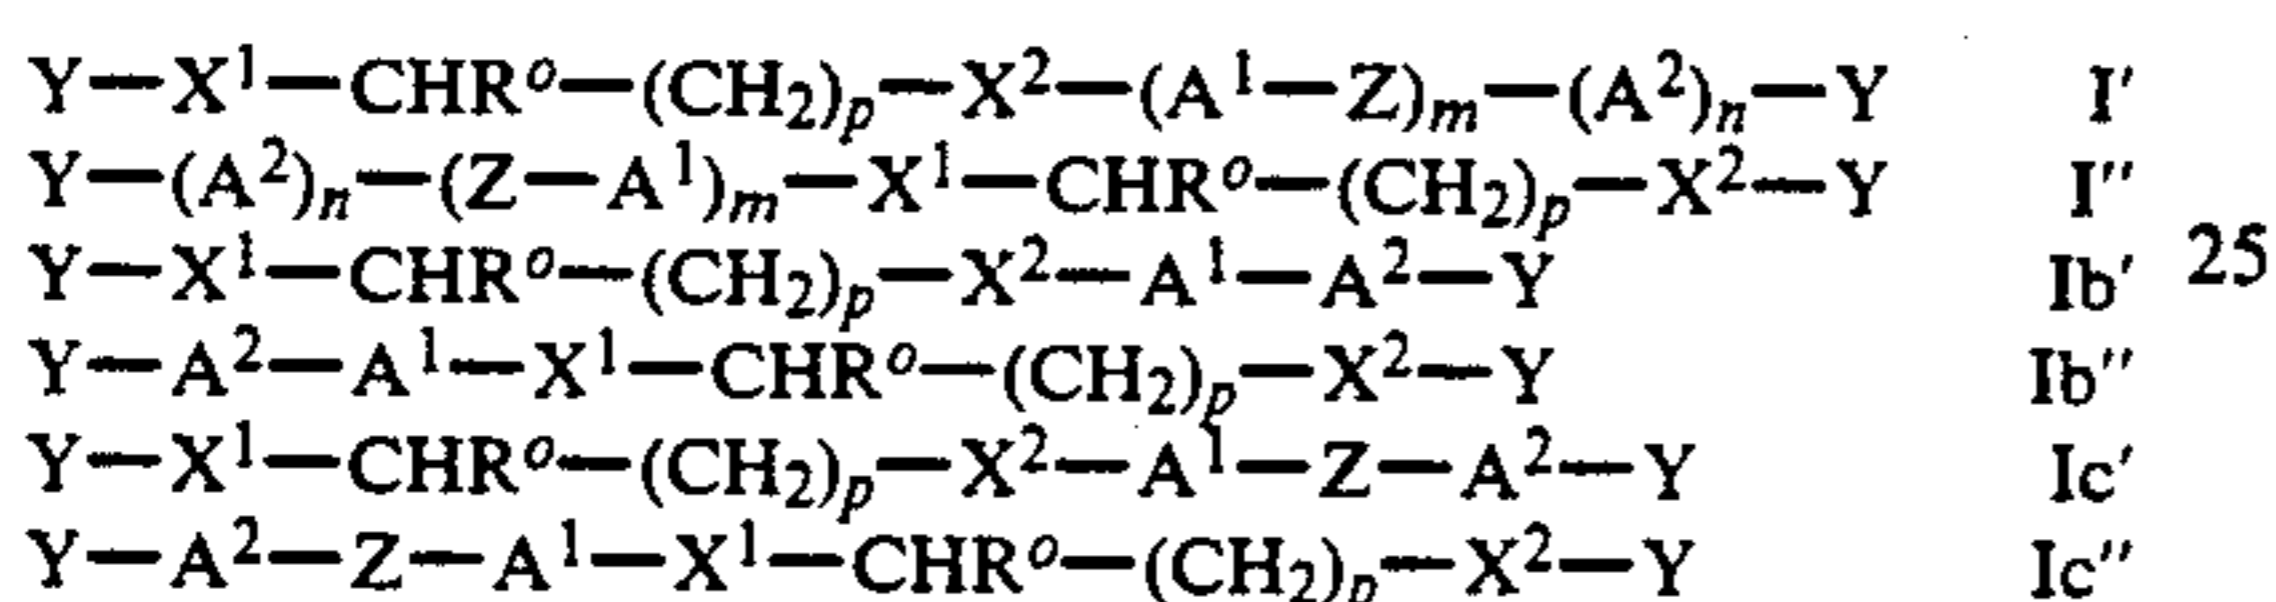 Y—X¹—CHRᵒ—(CH₂)ₚ—X²—(A¹—Z)ₘ—(A²)ₙ—Y I′
Y—(A²)ₙ—(Z—A¹)ₘ—X¹—CHRᵒ—(CH₂)ₚ—X²—Y I″
Y—X¹—CHRᵒ—(CH₂)ₚ—X²—A¹—A²—Y Ib′ 25
Y—A²—A¹—X¹—CHRᵒ—(CH₂)ₚ—X²—Y Ib″
Y—X¹—CHRᵒ—(CH₂)ₚ—X²—A¹—Z—A²—Y Ic′
Y—A²—Z—A¹—X¹—CHRᵒ—(CH₂)ₚ—X²—Y Ic″